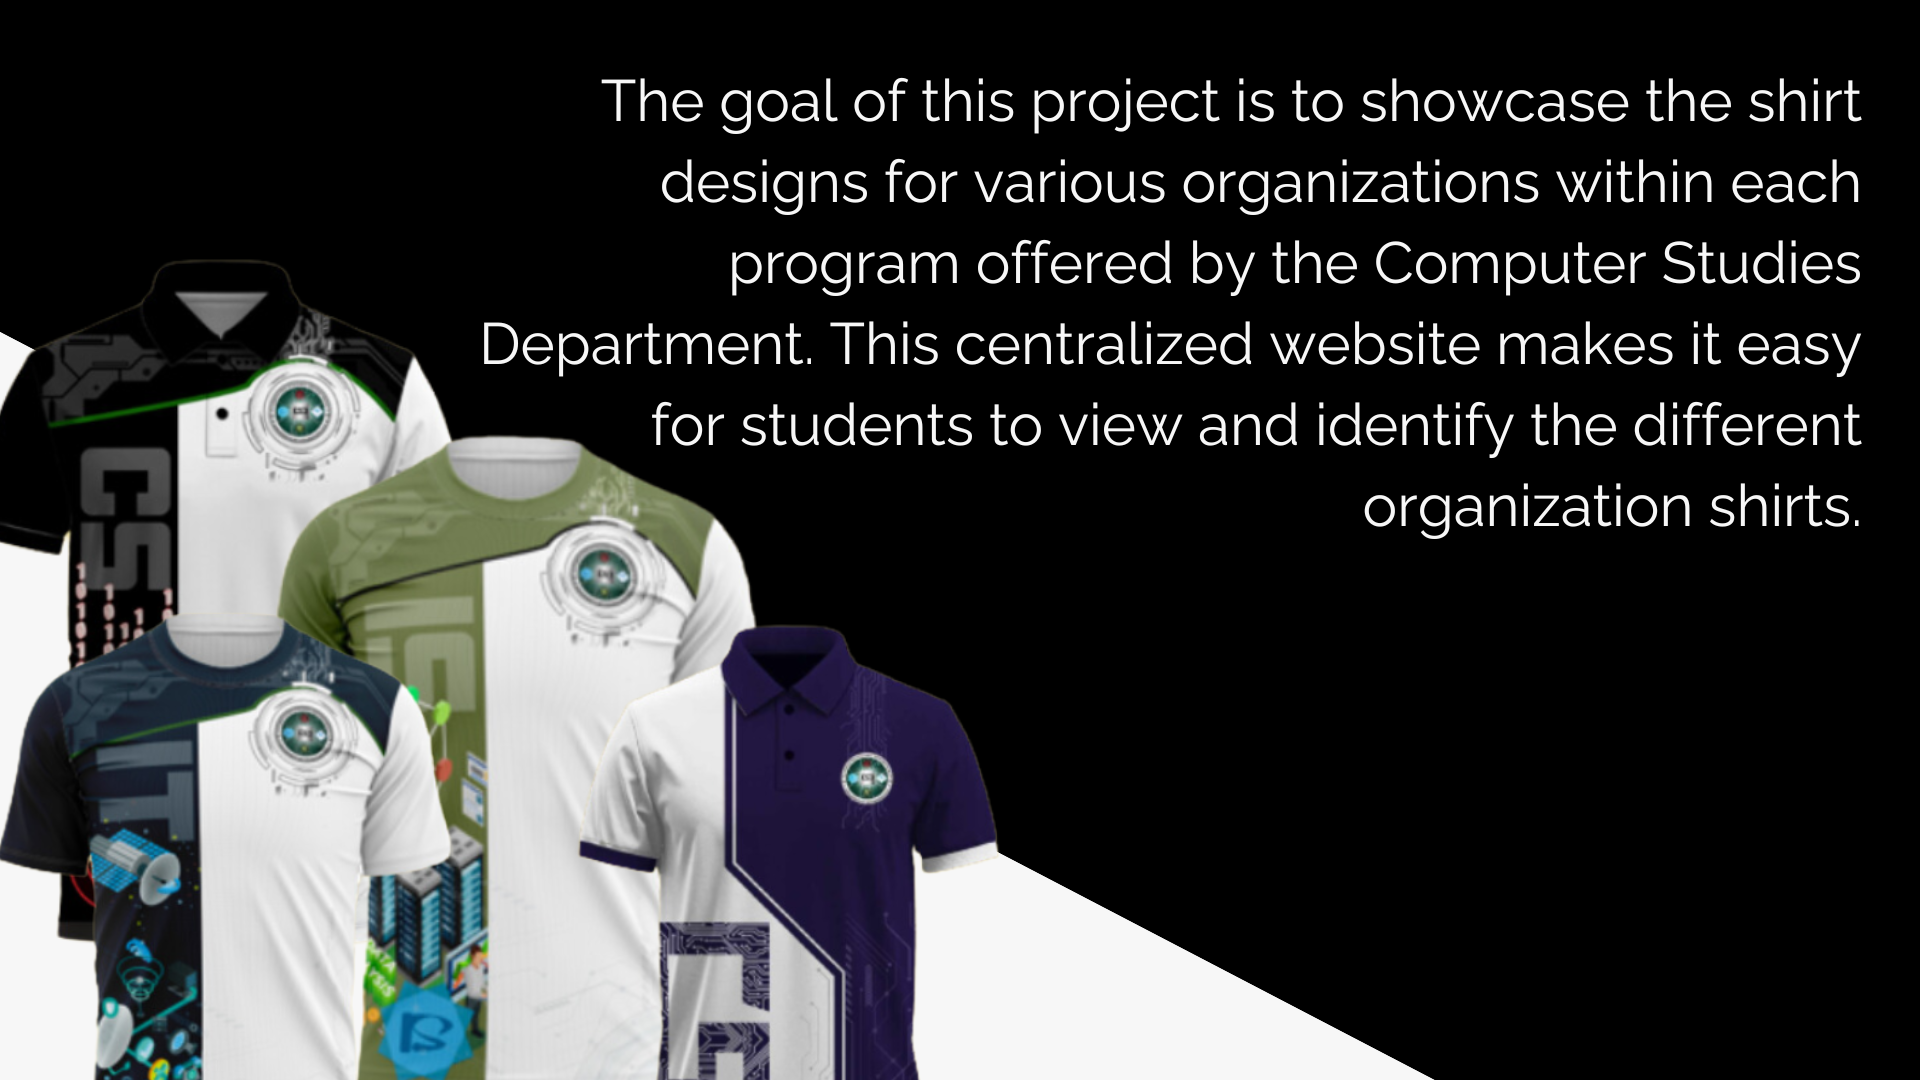 The goal of this project is to showcase the shirt
designs for various organizations within each
program offered by the Computer Studies
Department. This centralized website makes it easy
for students to view and identify the different
organization shirts.
CS
IS
IT